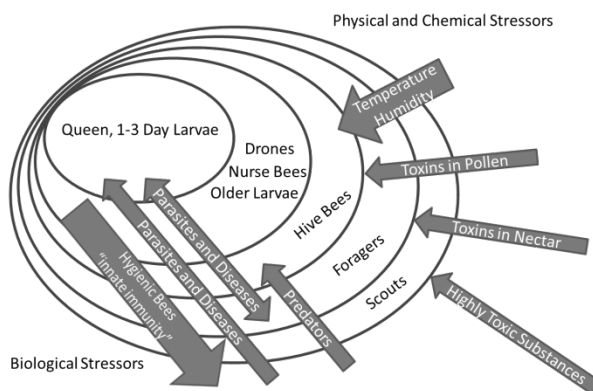 Physical and Chemical Stressors
Temperature
Humidity
Queen, 1-3 Day Larvae
Drones
Nurse Bees
Older Larvae
Toxins in Pollen
Hive Bees
Toxins in Nectar
Foragers
Scouts
Parasites and Diseases
Parasites and Diseases
Predators
Hygienic Bees
"innate immunity"
Highly Toxic Substances
Biological Stressors